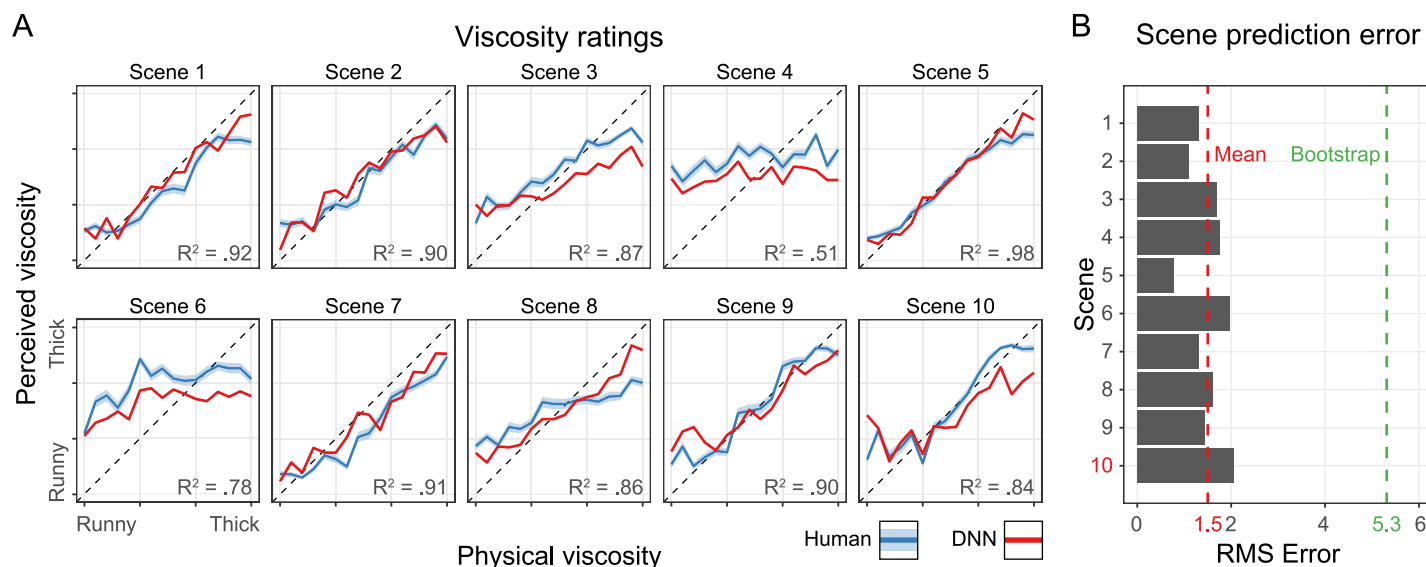 A
Viscosity ratings
Scene 1
Scene 2
Scene 3
Scene 4
Scene 5
R² = .92
R² = .90
R² = .87
R² = .51
R² = .98
Scene 6
Scene 7
Scene 8
Scene 9
Scene 10
R² = .78
R² = .91
R² = .86
R² = .90
R² = .84
Perceived viscosity
Thick
Runny
Runny
Thick
Physical viscosity
Human
DNN
B
Scene prediction error
Scene
1
2
3
4
5
6
7
8
9
10
Mean
Bootstrap
0
1.5
2
4
5.3
6
RMS Error